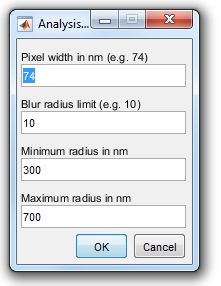 Analysis...
Pixel width in nm (e.g. 74)
74
Blur radius limit (e.g. 10)
10
Minimum radius in nm
300
Maximum radius in nm
700
OK Cancel